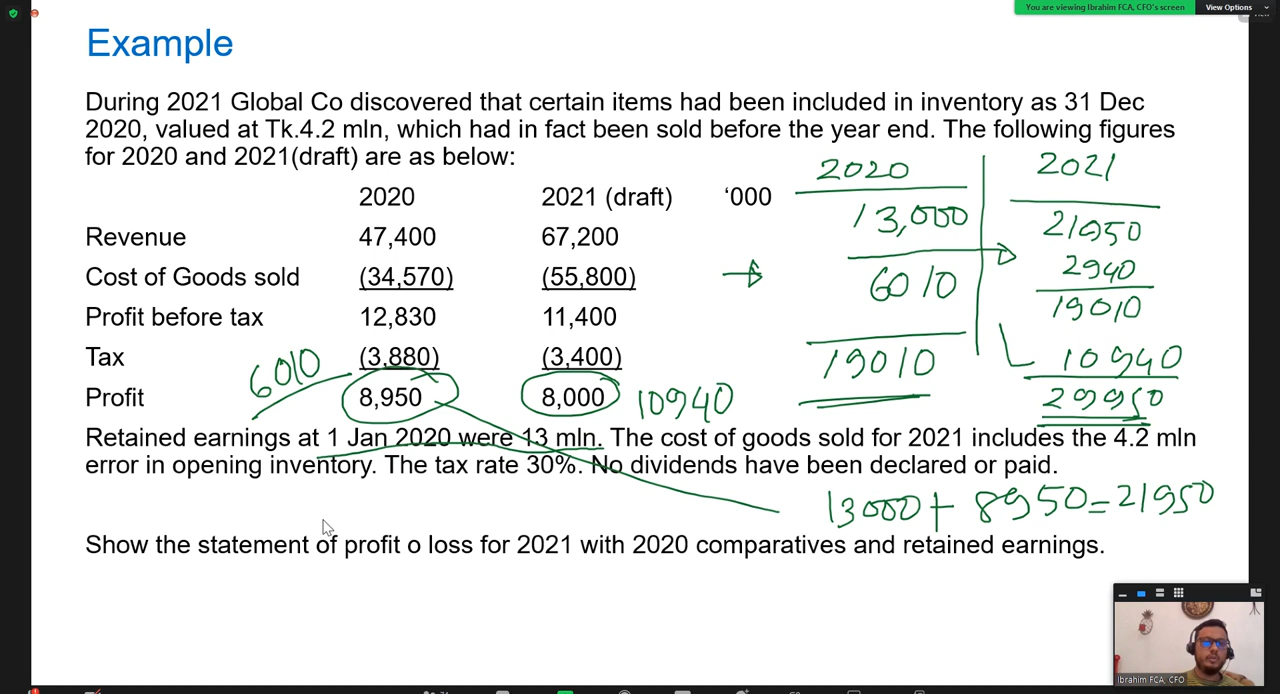 You are viewing Ibrahim FCA, CFO's screen View Options
Example
During 2021 Global Co discovered that certain items had been included in inventory as 31 Dec
2020, valued at Tk.4.2 mln, which had in fact been sold before the year end. The following figures
for 2020 and 2021(draft) are as below:
2020 2021 (draft) '000
Revenue 47,400 67,200
Cost of Goods sold (34,570) (55,800)
Profit before tax 12,830 11,400
Tax (3,880) (3,400)
Profit 8,950 8,000
6010
10940
2020
13,000
6010
19010
2021
21950
2940
19010
10940
29950
Retained earnings at 1 Jan 2020 were 13 mln. The cost of goods sold for 2021 includes the 4.2 mln
error in opening inventory. The tax rate 30%. No dividends have been declared or paid.
13000 + 8950 = 21950
Show the statement of profit o loss for 2021 with 2020 comparatives and retained earnings.
Ibrahim FCA, CFO